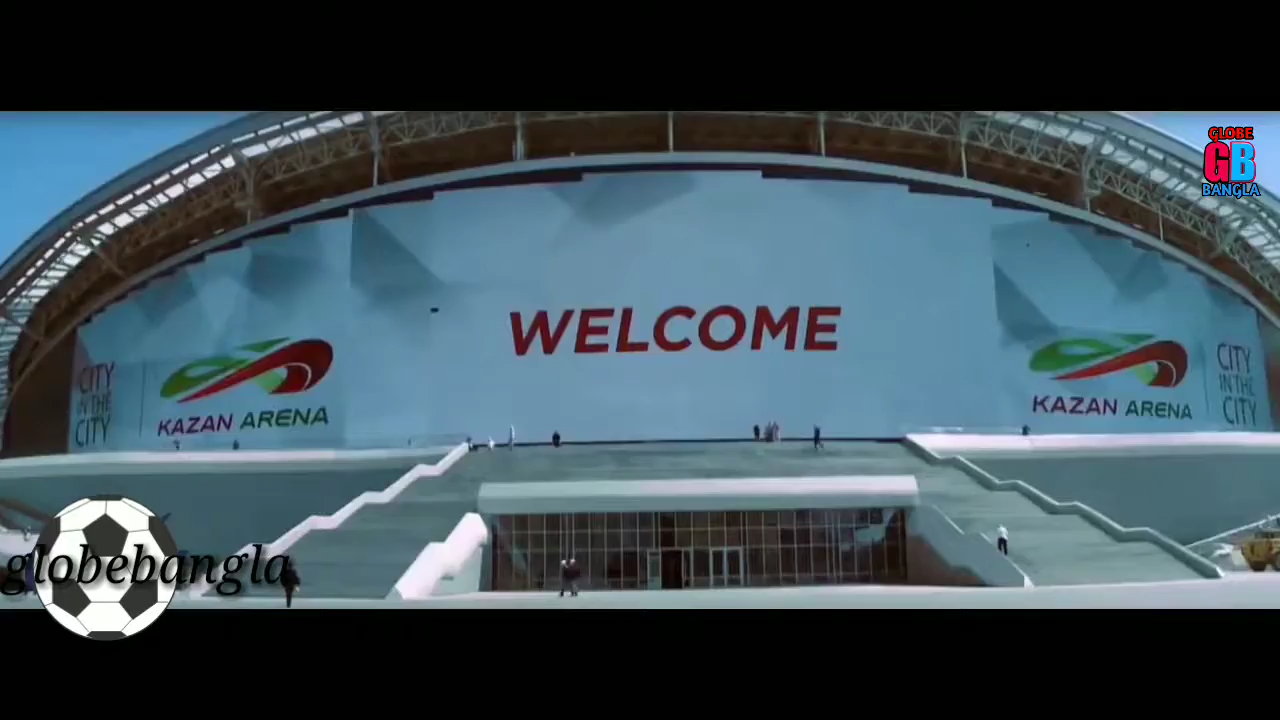 GLOBE
GB
BANGLA
WELCOME
CITY
IN THE
CITY
KAZAN ARENA
KAZAN ARENA
CITY
IN THE
CITY
globebangla